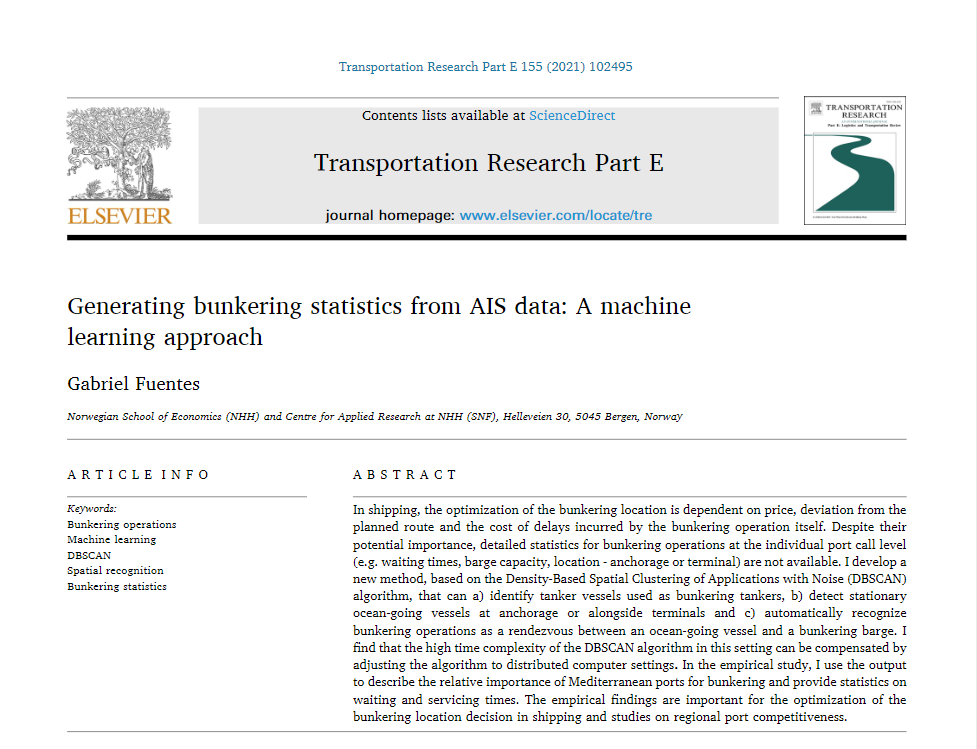 Transportation Research Part E 155 (2021) 102495
Contents lists available at ScienceDirect
Transportation Research Part E
journal homepage: www.elsevier.com/locate/tre
ELSEVIER
TRANSPORTATION
RESEARCH
Generating bunkering statistics from AIS data: A machine
learning approach
Gabriel Fuentes
Norwegian School of Economics (NHH) and Centre for Applied Research at NHH (SNF), Helleveien 30, 5045 Bergen, Norway
ARTICLE INFO
Keywords:
Bunkering operations
Machine learning
DBSCAN
Spatial recognition
Bunkering statistics
ABSTRACT
In shipping, the optimization of the bunkering location is dependent on price, deviation from the
planned route and the cost of delays incurred by the bunkering operation itself. Despite their
potential importance, detailed statistics for bunkering operations at the individual port call level
(e.g. waiting times, barge capacity, location - anchorage or terminal) are not available. I develop a
new method, based on the Density-Based Spatial Clustering of Applications with Noise (DBSCAN)
algorithm, that can a) identify tanker vessels used as bunkering tankers, b) detect stationary
ocean-going vessels at anchorage or alongside terminals and c) automatically recognize
bunkering operations as a rendezvous between an ocean-going vessel and a bunkering barge. I
find that the high time complexity of the DBSCAN algorithm in this setting can be compensated by
adjusting the algorithm to distributed computer settings. In the empirical study, I use the output
to describe the relative importance of Mediterranean ports for bunkering and provide statistics on
waiting and servicing times. The empirical findings are important for the optimization of the
bunkering location decision in shipping and studies on regional port competitiveness.